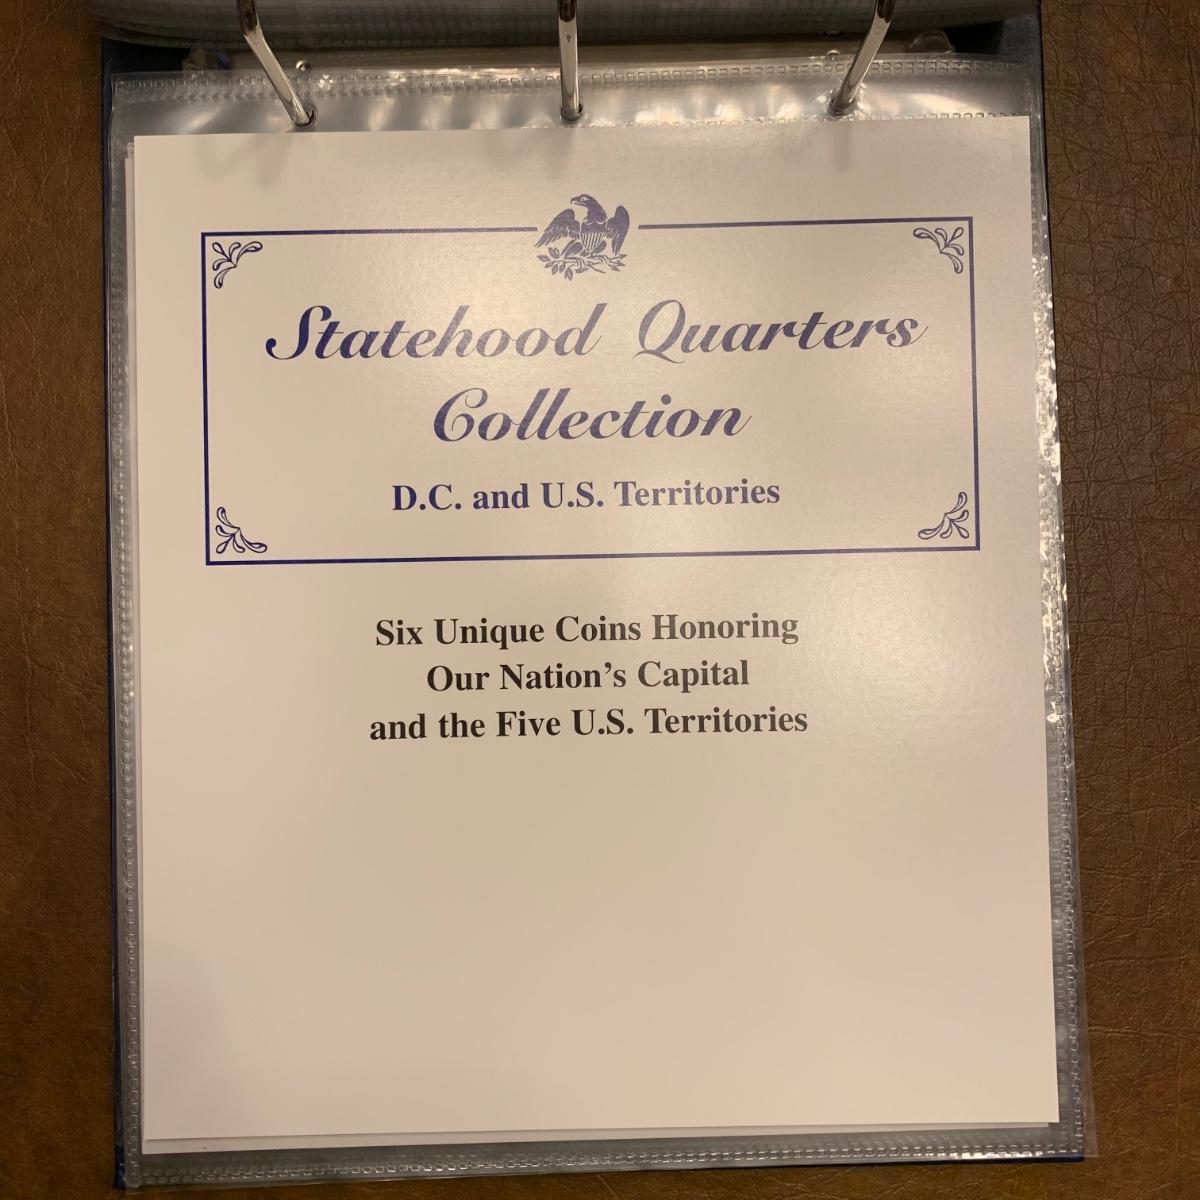 Statehood Quarters
Collection
D.C. and U.S. Territories
Six Unique Coins Honoring
Our Nation’s Capital
and the Five U.S. Territories